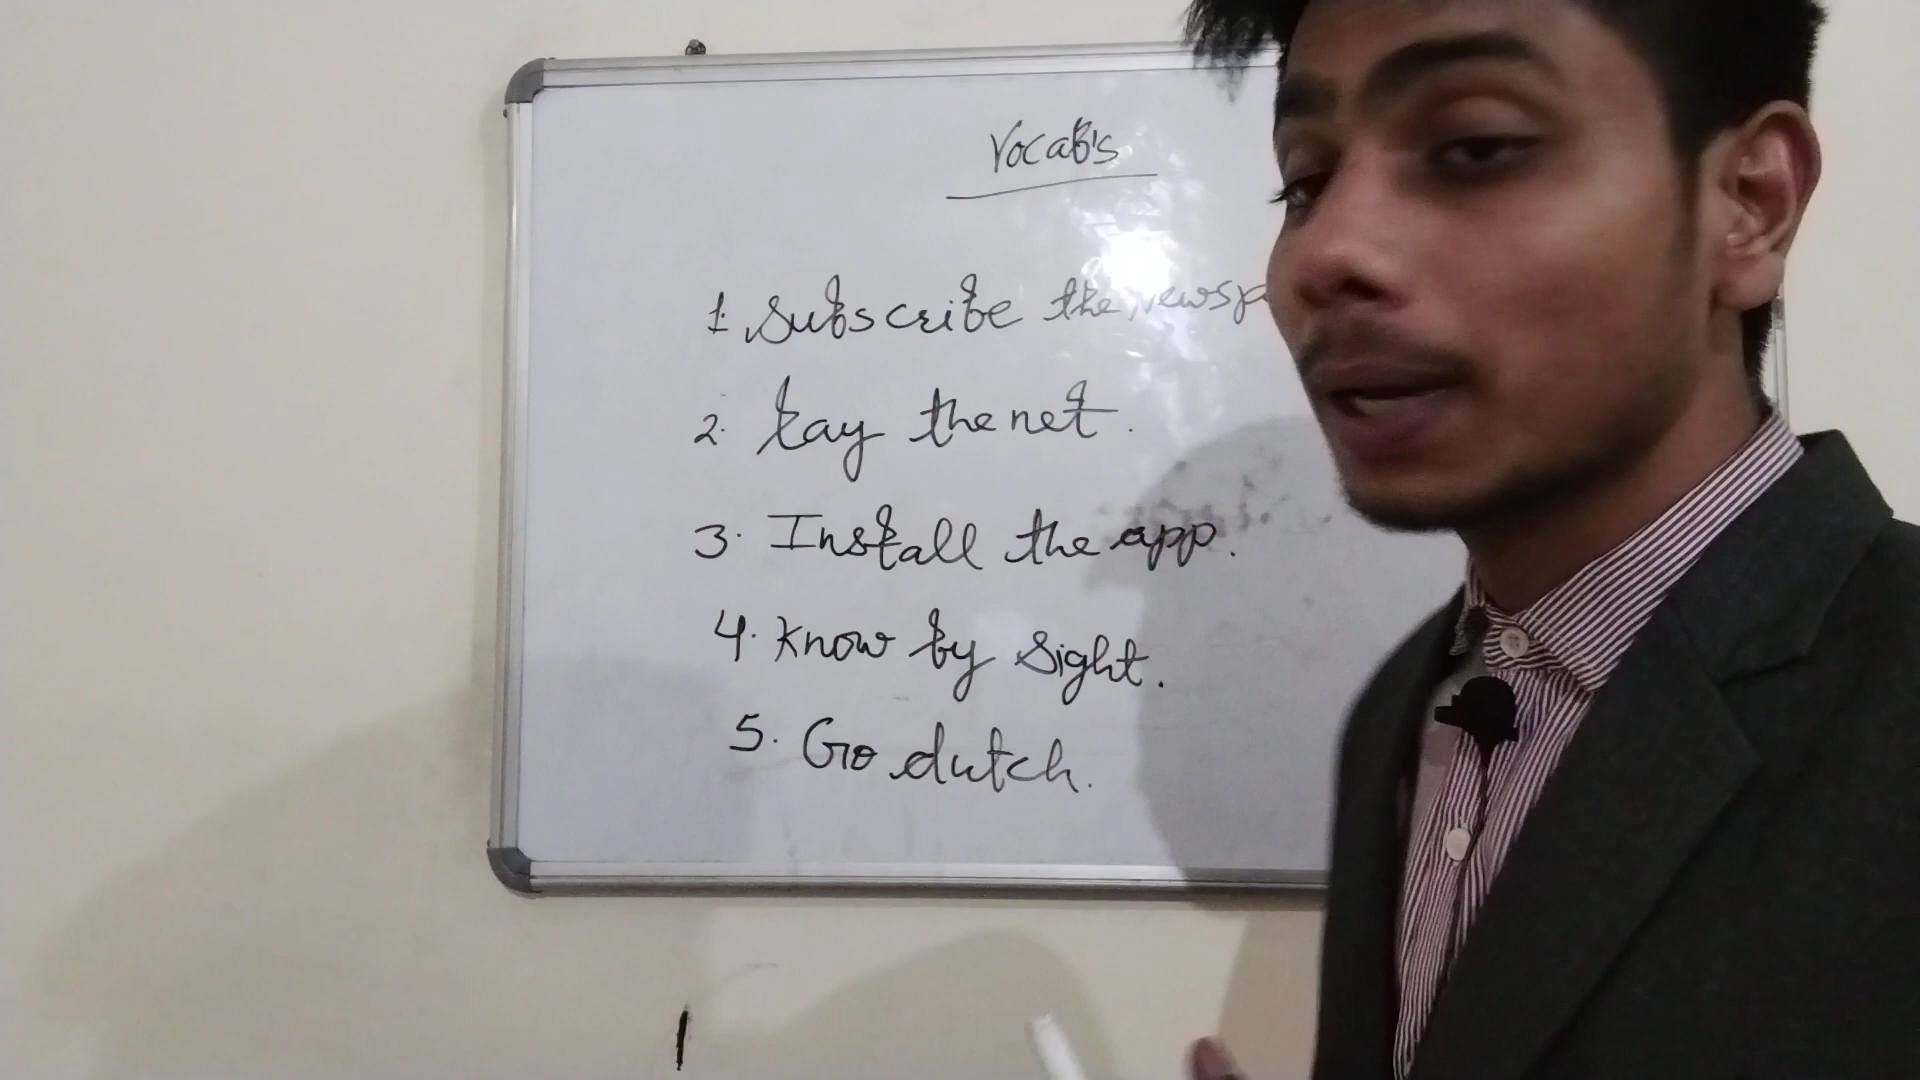 Vocab's
1. Subscribe the
2. Lay the net.
3. Install the app.
4. Know by sight.
5. Go dutch.